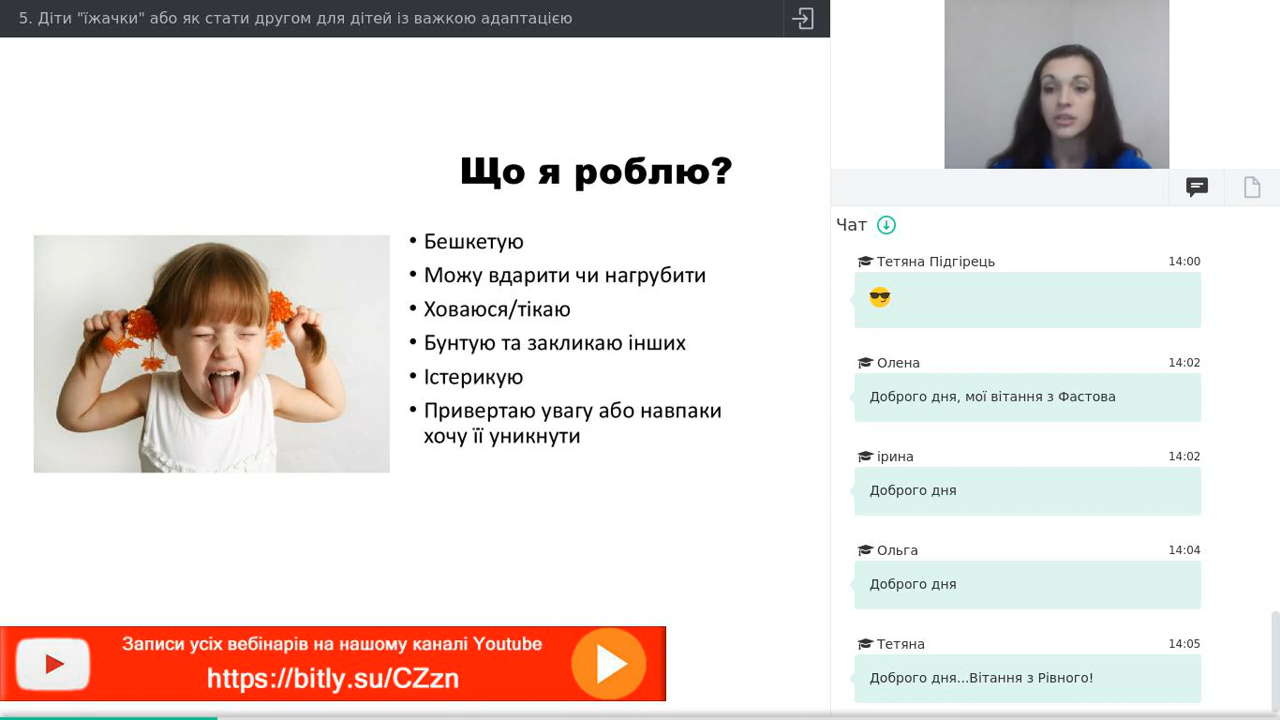 5. Діти "їжачки" або як стати другом для дітей із важкою адаптацією
Що я роблю?
• Бешкетую
• Можу вдарити чи нагрубити
• Ховаюся/тікаю
• Бунтую та закликаю інших
• Істерикую
• Привертаю увагу або навпаки
хочу її уникнути
Записи усіх вебінарів на нашому каналі Youtube
https://bitly.su/CZzn
Чат
Тетяна Підгірець 14:00
😎
Олена 14:02
Доброго дня, мої вітання з Фастова
ірина 14:02
Доброго дня
Ольга 14:04
Доброго дня
Тетяна 14:05
Доброго дня...Вітання з Рівного!